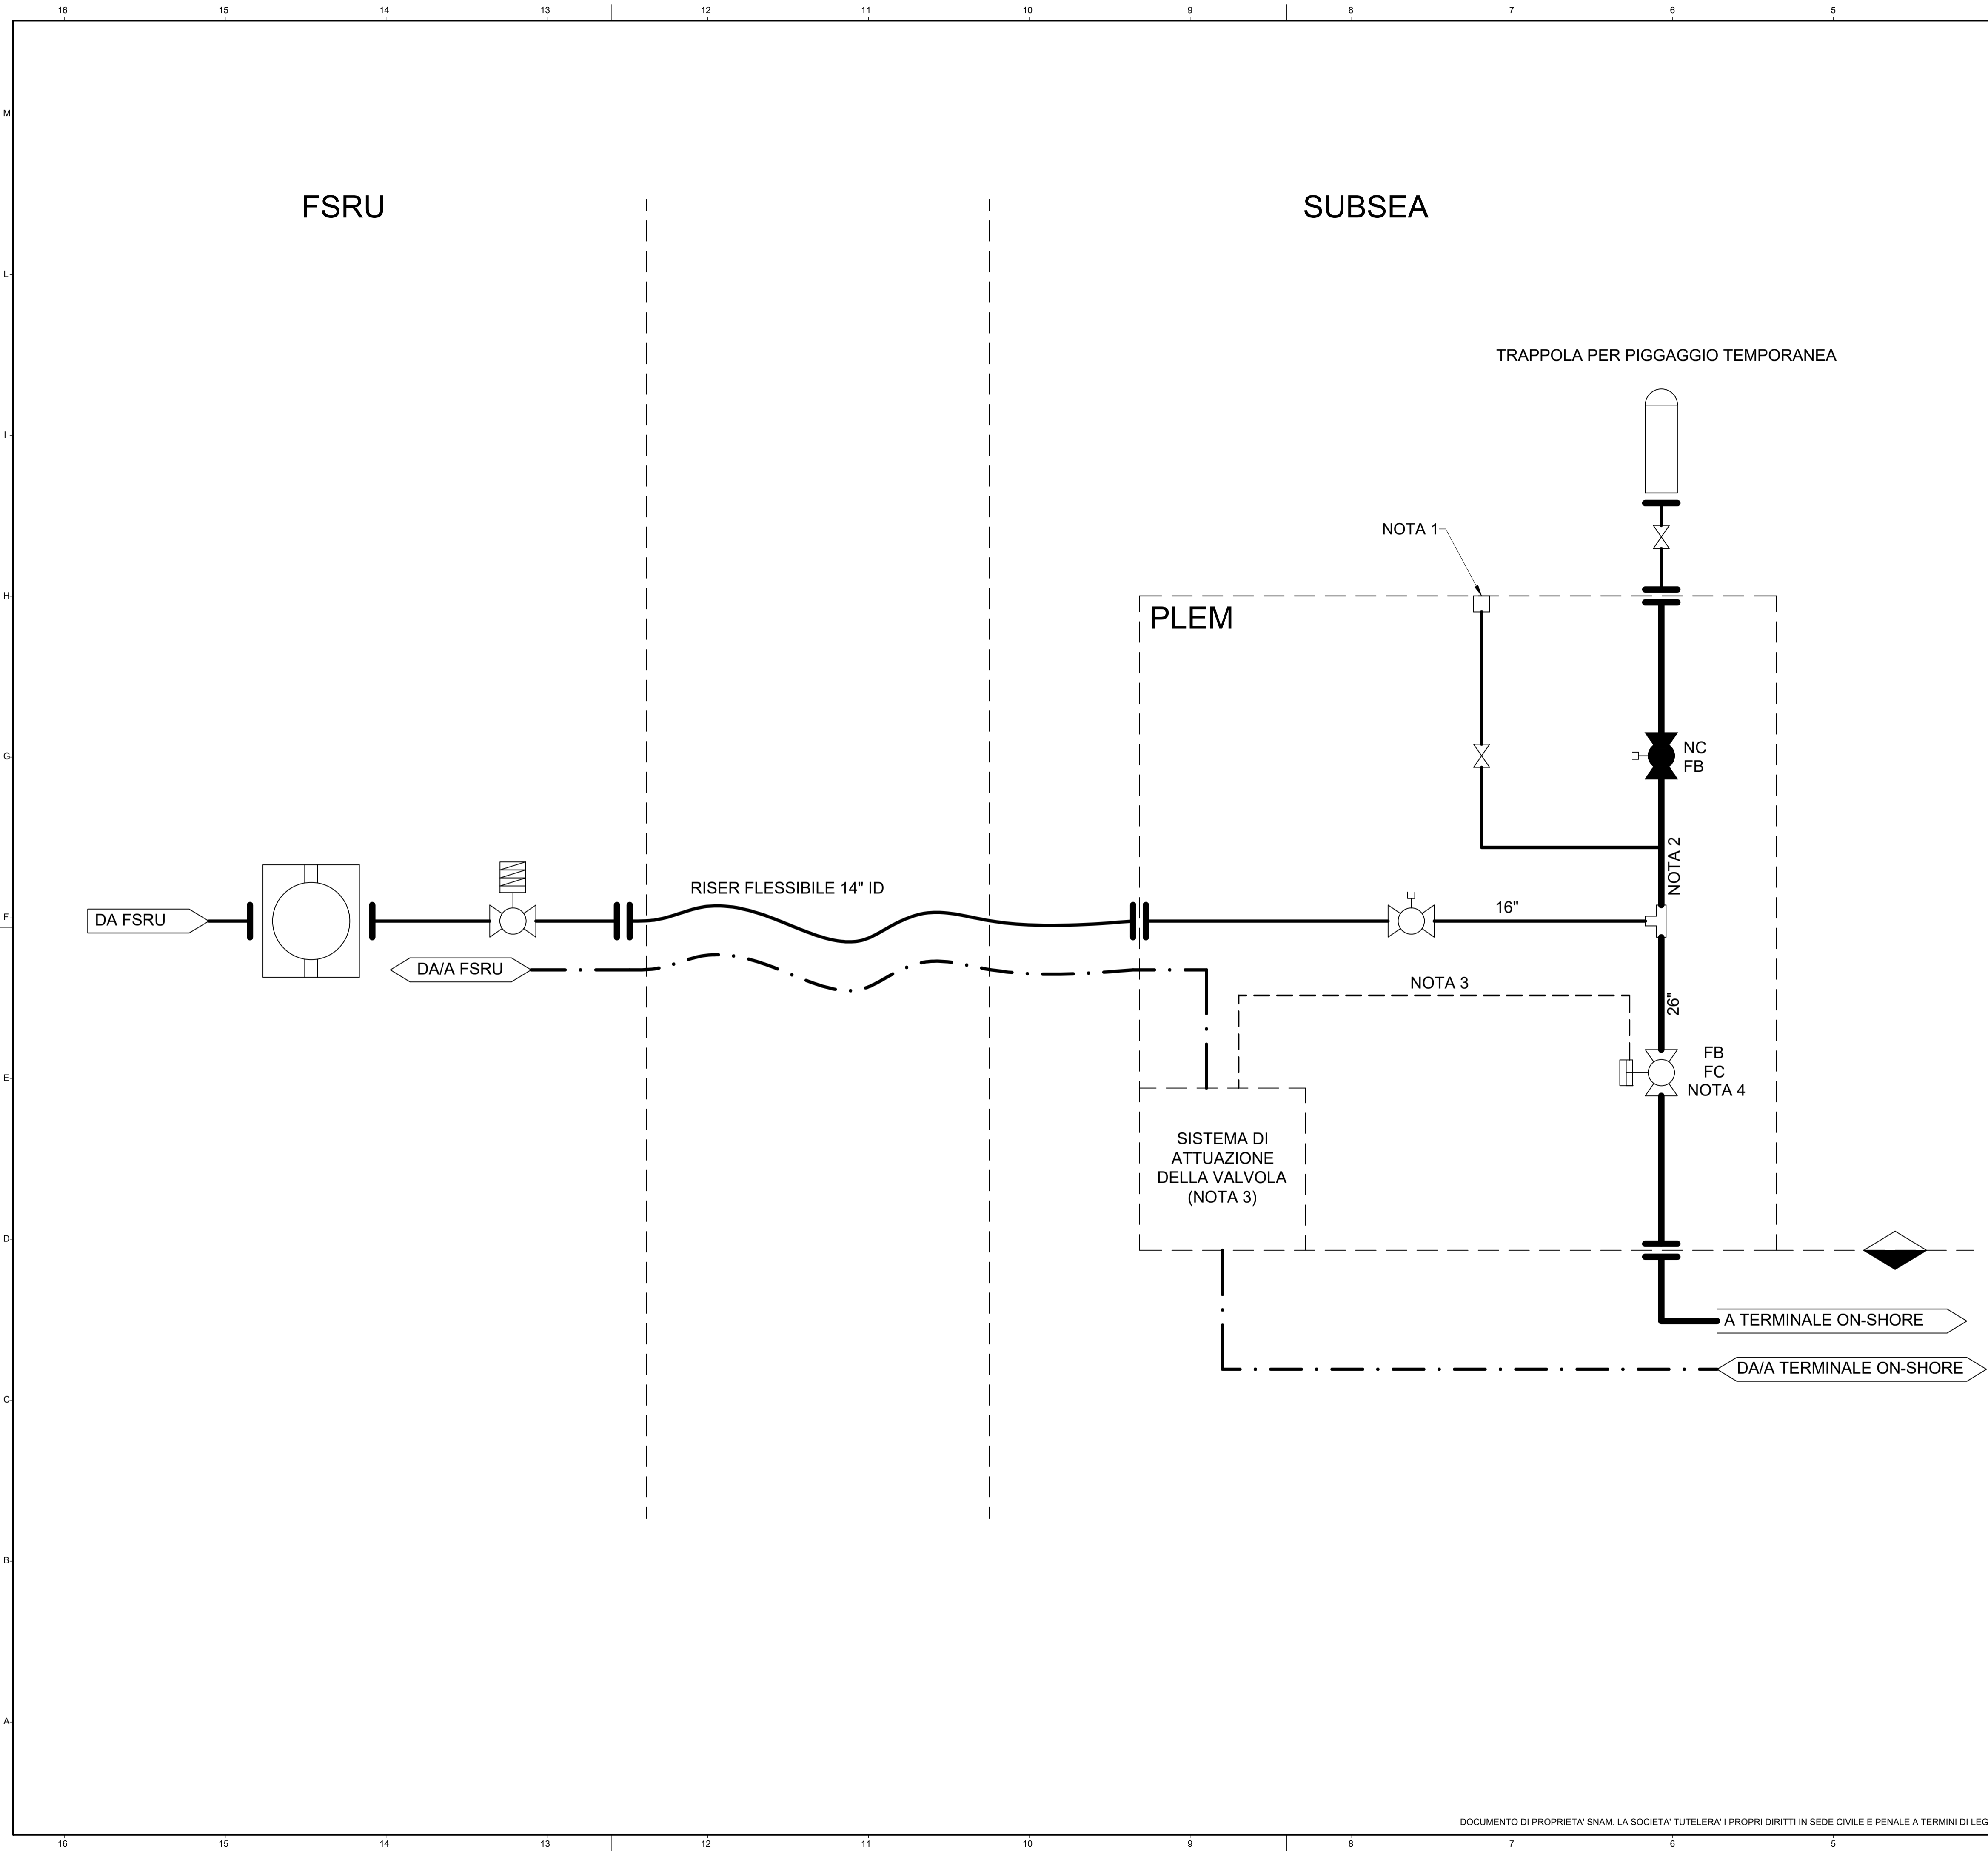 16 15 14 13 12 11 10 9 8 7 6 5
M
L
I
H
G
F
E
D
C
B
A
FSRU
SUBSEA
TRAPPOLA PER PIGGAGGIO TEMPORANEA
NOTA 1
PLEM
NC
FB
NOTA 2
RISER FLESSIBILE 14" ID
DA FSRU
16"
DA/A FSRU
NOTA 3
26"
FB
FC
NOTA 4
SISTEMA DI
ATTUAZIONE
DELLA VALVOLA
(NOTA 3)
A TERMINALE ON-SHORE
DA/A TERMINALE ON-SHORE
DOCUMENTO DI PROPRIETA' SNAM. LA SOCIETA' TUTELERA' I PROPRI DIRITTI IN SEDE CIVILE E PENALE A TERMINI DI LEG
16 15 14 13 12 11 10 9 8 7 6 5